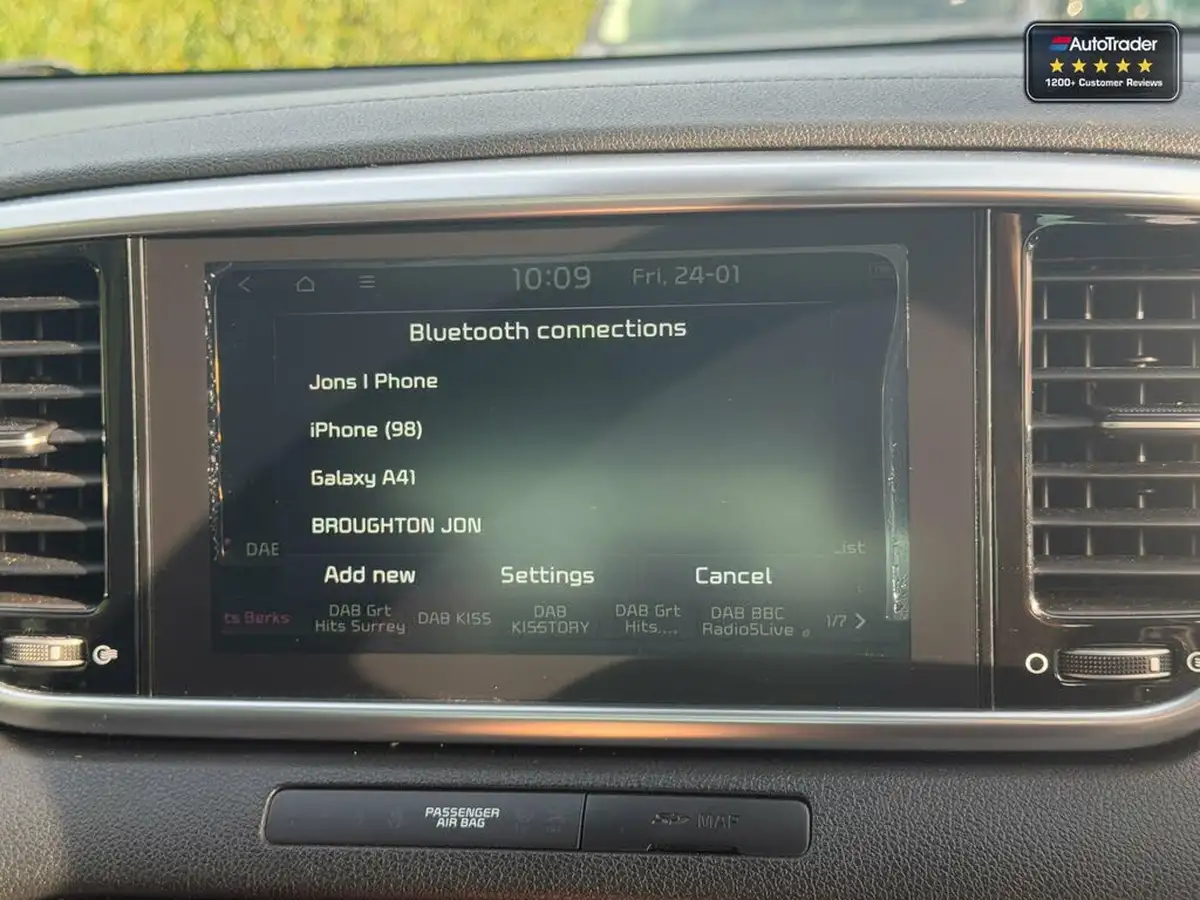 AutoTrader
1200+ Customer Reviews
10:09 Fri, 24-01
Bluetooth connections
Jons I Phone
iPhone (98)
Galaxy A41
BROUGHTON JON
DAB
List
Add new Settings Cancel
ts Berks
DAB Grt
Hits Surrey
DAB KISS
DAB
KISSTORY
DAB Grt
Hits....
DAB BBC
Radio5Live
1/7
PASSENGER
AIR BAG
MAP